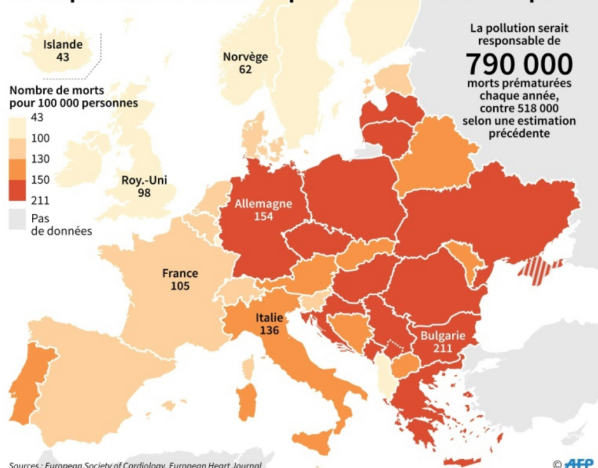 La pollution serait
responsable de
790 000
morts prématurées
chaque année,
contre 518 000
selon une estimation
précédente
Islande
43
Norvège
62
Nombre de morts
pour 100 000 personnes
43
100
130
150
211
Pas
de données
Roy.-Uni
98
Allemagne
154
France
105
Italie
136
Bulgarie
211
Sources : European Society of Cardiology, European Heart Journal
© AFP